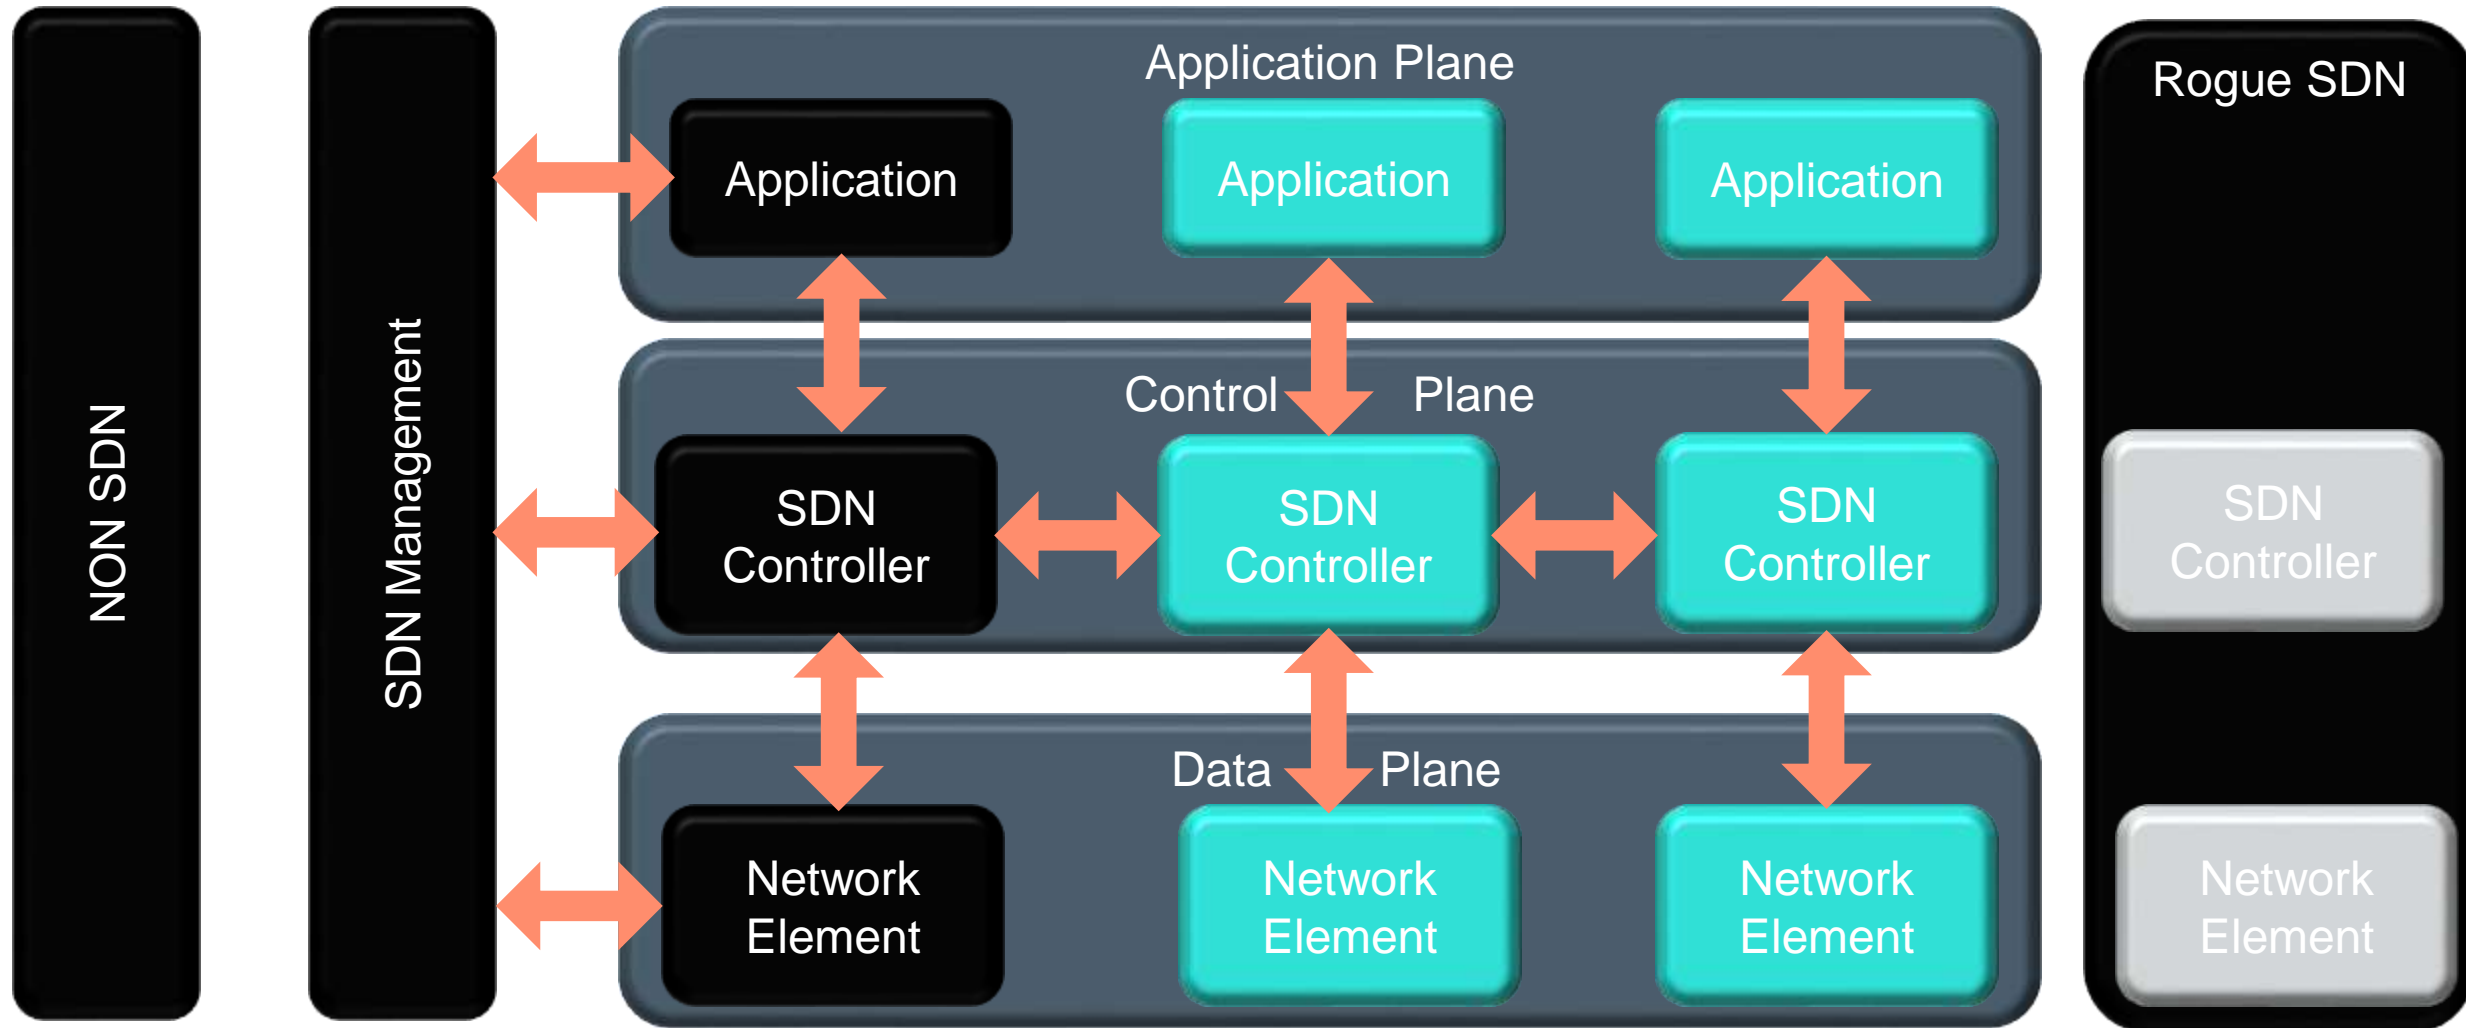 NON SDN
SDN Management
Application Plane
Application
Application
Application
Control Plane
SDN
Controller
SDN
Controller
SDN
Controller
Data Plane
Network
Element
Network
Element
Network
Element
Rogue SDN
SDN
Controller
Network
Element